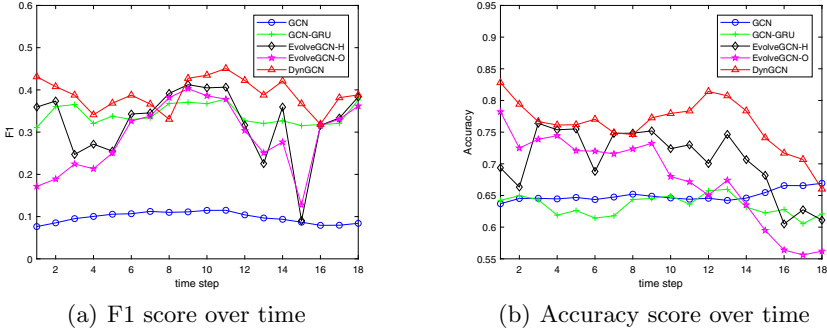 0.6
0.5
0.4
0.3
0.2
0.1
0
F1
2 4 6 8 10 12 14 16 18
time step
GCN
GCN-GRU
EvolveGCN-H
EvolveGCN-O
DynGCN
(a) F1 score over time
0.95
0.9
0.85
0.8
0.75
0.7
0.65
0.6
0.55
Accuracy
2 4 6 8 10 12 14 16 18
time step
GCN
GCN-GRU
EvolveGCN-H
EvolveGCN-O
DynGCN
(b) Accuracy score over time